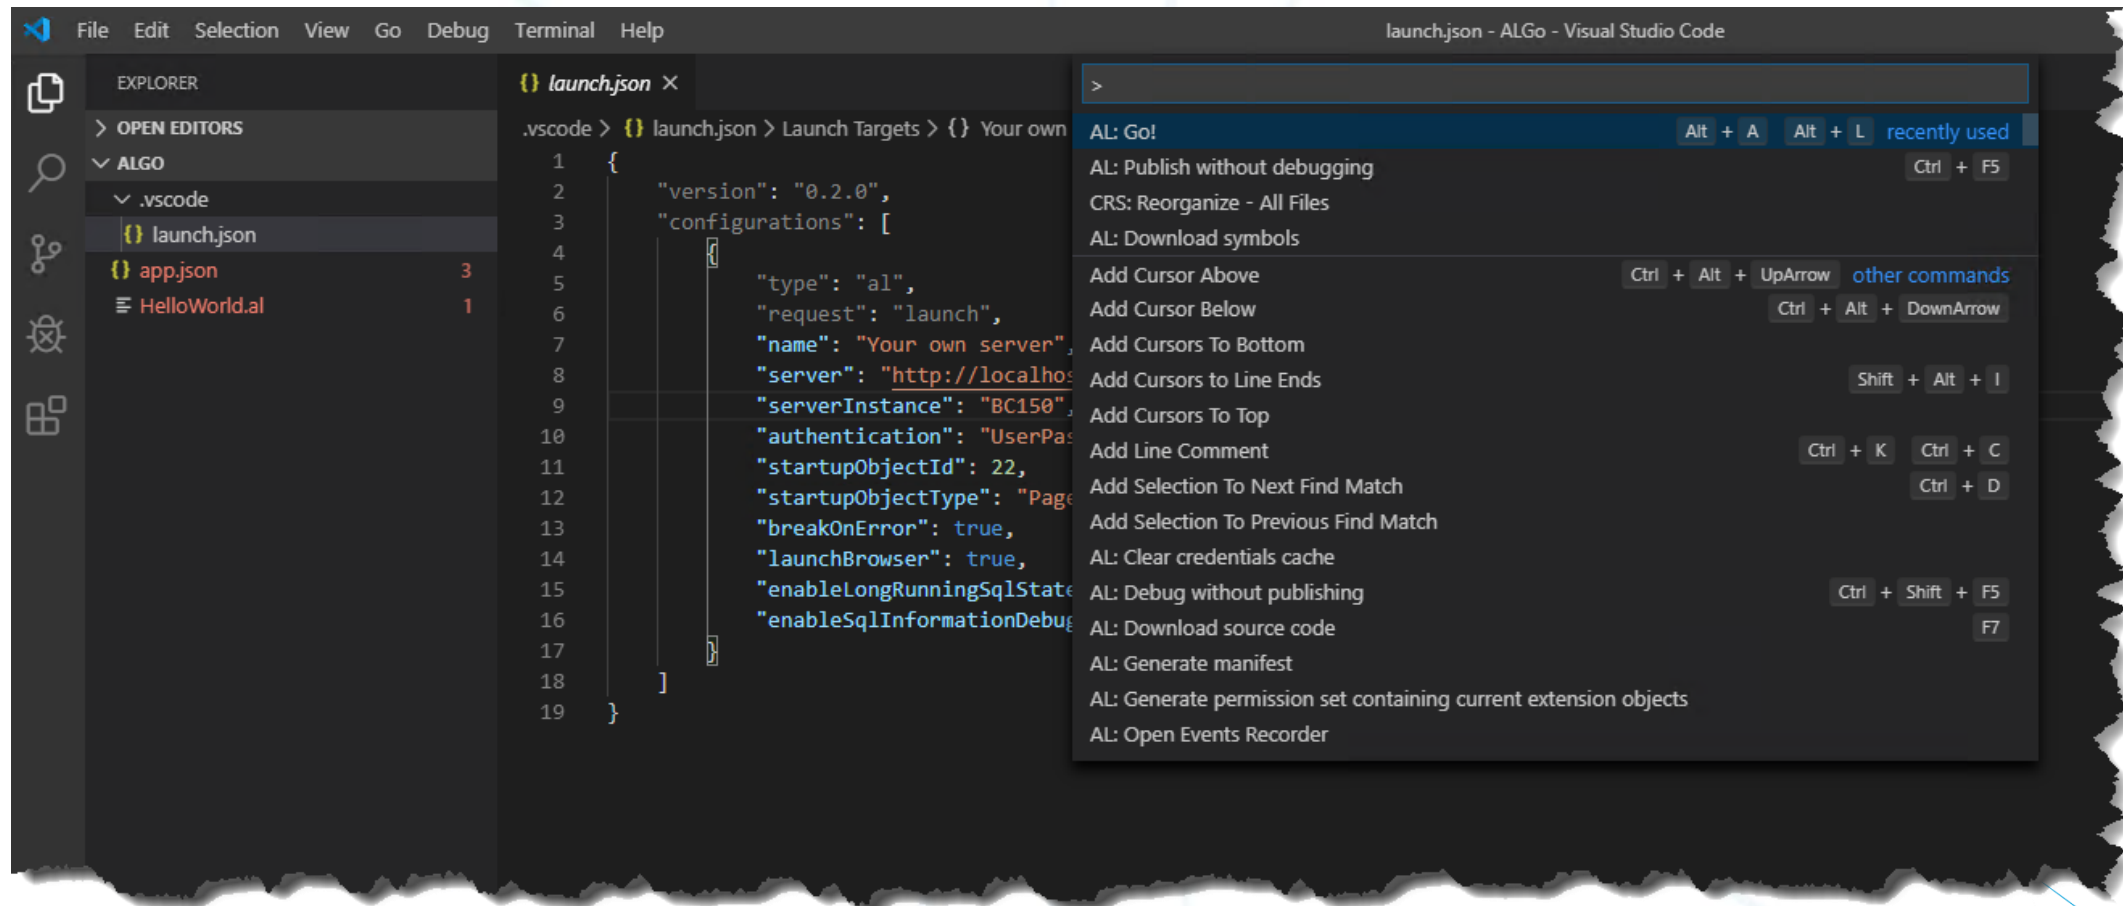 File Edit Selection View Go Debug Terminal Help
launch.json - ALGo - Visual Studio Code
EXPLORER
OPEN EDITORS
ALGO
.vscode
{} launch.json
{} app.json 3
HelloWorld.al 1
{} launch.json ×
.vscode > {} launch.json > Launch Targets > {} Your own
1 {
2 "version": "0.2.0",
3 "configurations": [
4 {
5 "type": "al",
6 "request": "launch",
7 "name": "Your own server",
8 "server": "http://localhos
9 "serverInstance": "BC150",
10 "authentication": "UserPas
11 "startupObjectId": 22,
12 "startupObjectType": "Page
13 "breakOnError": true,
14 "launchBrowser": true,
15 "enableLongRunningSqlState
16 "enableSqlInformationDebug
17 }
18 ]
19 }
>
AL: Go! Alt + A Alt + L recently used
AL: Publish without debugging Ctrl + F5
CRS: Reorganize - All Files
AL: Download symbols
Add Cursor Above Ctrl + Alt + UpArrow other commands
Add Cursor Below Ctrl + Alt + DownArrow
Add Cursors To Bottom
Add Cursors to Line Ends Shift + Alt + I
Add Cursors To Top
Add Line Comment Ctrl + K Ctrl + C
Add Selection To Next Find Match Ctrl + D
Add Selection To Previous Find Match
AL: Clear credentials cache
AL: Debug without publishing Ctrl + Shift + F5
AL: Download source code F7
AL: Generate manifest
AL: Generate permission set containing current extension objects
AL: Open Events Recorder